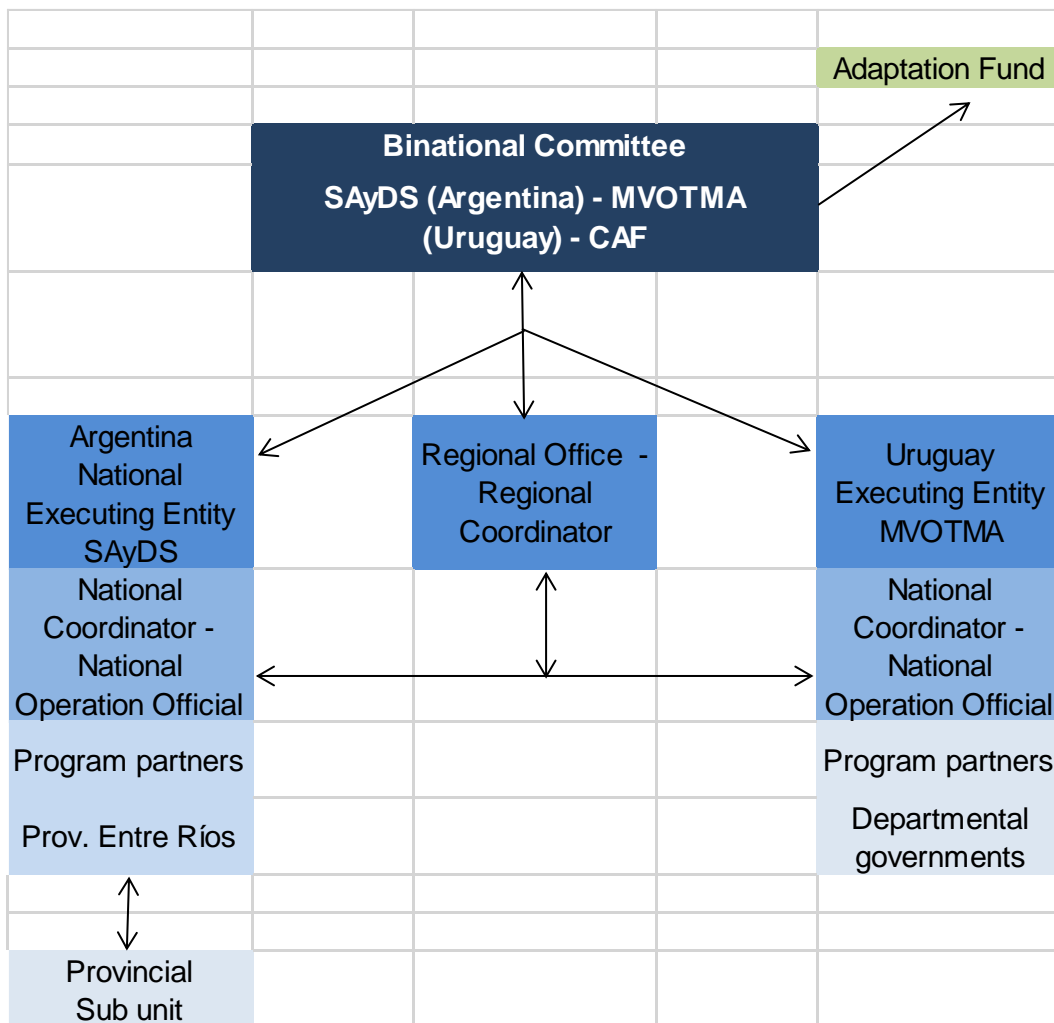 Adaptation Fund
Binational Committee
SAyDS (Argentina) - MVOTMA
(Uruguay) - CAF
Argentina
National
Executing Entity
SAyDS
Regional Office -
Regional
Coordinator
Uruguay
Executing Entity
MVOTMA
National
Coordinator -
National
Operation Official
National
Coordinator -
National
Operation Official
Program partners
Prov. Entre Ríos
Program partners
Departmental
governments
Provincial
Sub unit